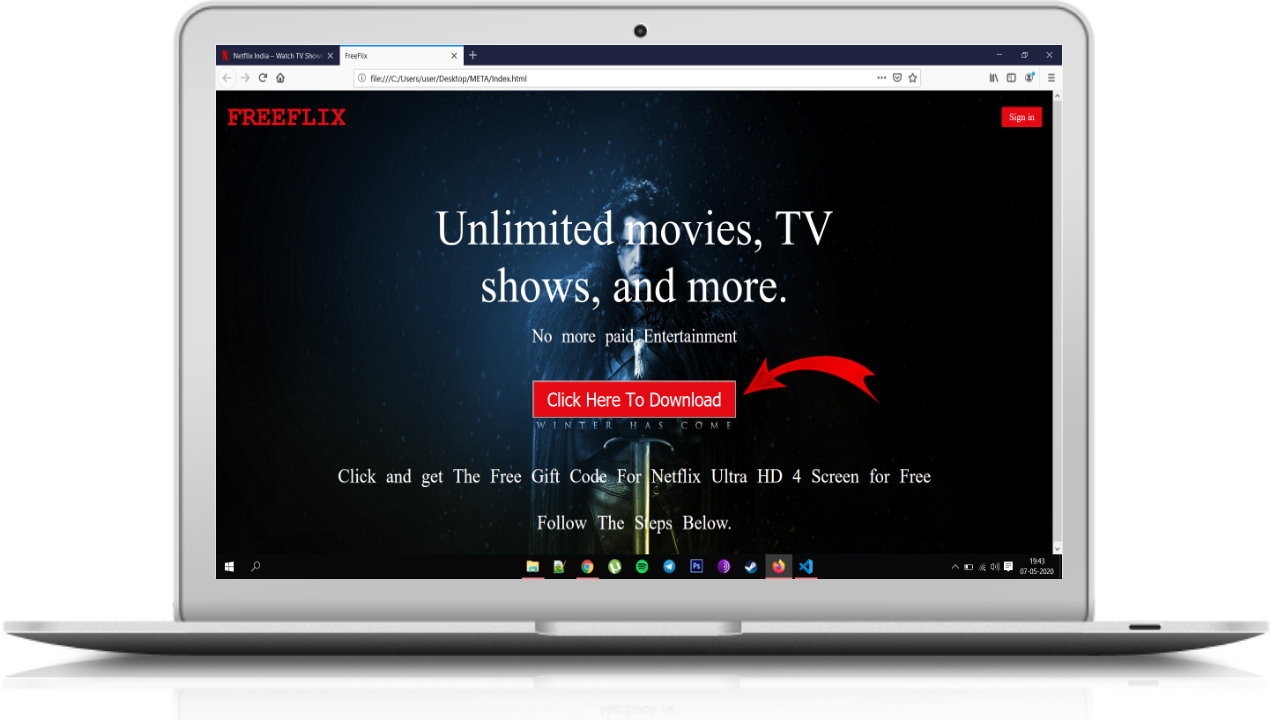 Netflix India – Watch TV Show
FreeFlix
file:///C:/Users/user/Desktop/META/Index.html
FREEFLIX
Sign in
Unlimited movies, TV
shows, and more.
No more paid Entertainment
Click Here To Download
WINTER HAS COME
Click and get The Free Gift Code For Netflix Ultra HD 4 Screen for Free
Follow The Steps Below.
Ps
19:43
07-05-2020
MacBook Air